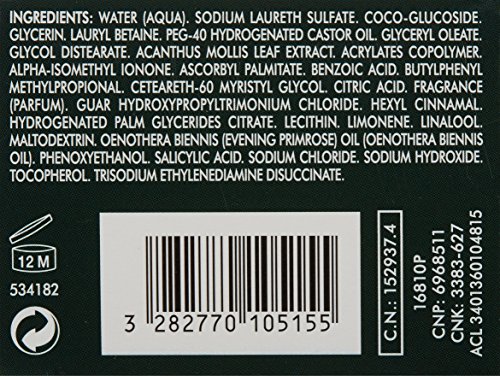 INGREDIENTS: WATER (AQUA). SODIUM LAURETH SULFATE. COCO-GLUCOSIDE.
GLYCERIN. LAURYL BETAINE. PEG-40 HYDROGENATED CASTOR OIL. GLYCERYL OLEATE.
GLYCOL DISTEARATE. ACANTHUS MOLLIS LEAF EXTRACT. ACRYLATES COPOLYMER.
ALPHA-ISOMETHYL IONONE. ASCORBYL PALMITATE. BENZOIC ACID. BUTYLPHENYL
METHYLPROPIONAL. CETEARETH-60 MYRISTYL GLYCOL. CITRIC ACID. FRAGRANCE
(PARFUM). GUAR HYDROXYPROPYLTRIMONIUM CHLORIDE. HEXYL CINNAMAL.
HYDROGENATED PALM GLYCERIDES CITRATE. LECITHIN. LIMONENE. LINALOOL.
MALTODEXTRIN. OENOTHERA BIENNIS (EVENING PRIMROSE) OIL (OENOTHERA BIENNIS
OIL). PHENOXYETHANOL. SALICYLIC ACID. SODIUM CHLORIDE. SODIUM HYDROXIDE.
TOCOPHEROL. TRISODIUM ETHYLENEDIAMINE DISUCCINATE.
12 M
534182
3 282770 105155
C.N.: 152937.4
16810P
CNP: 6968511
CNK: 3383-627
ACL 3401360104815